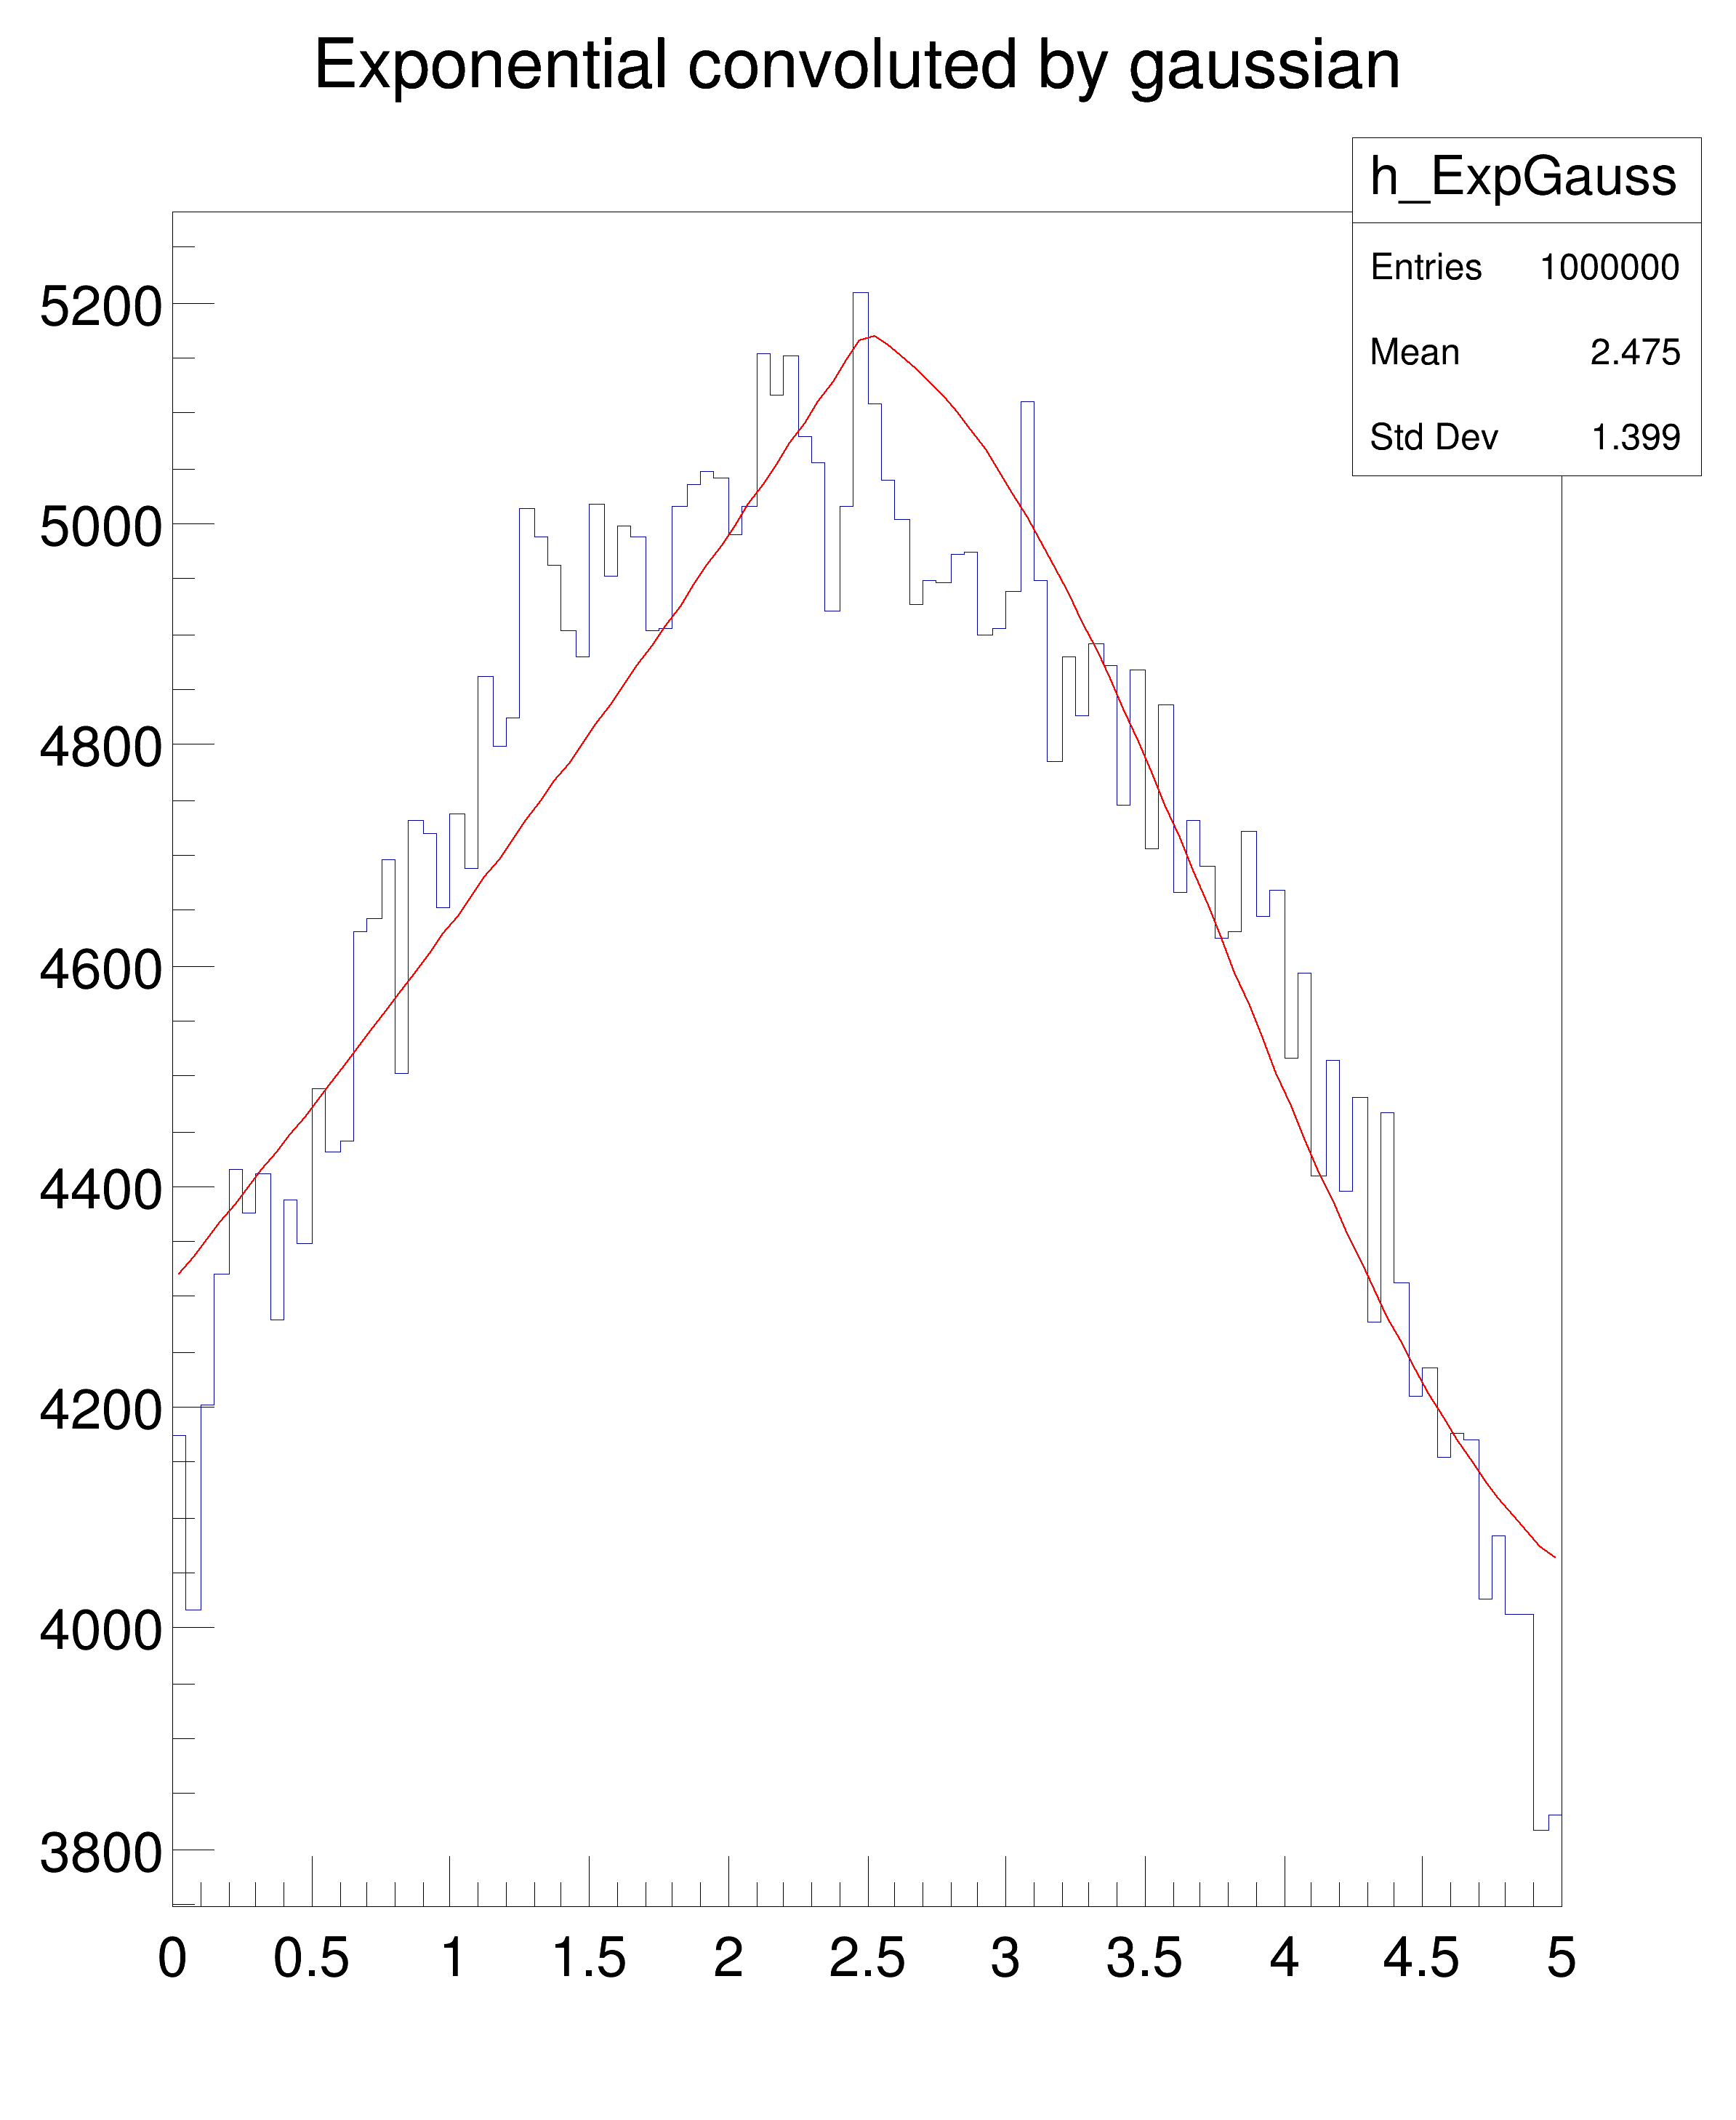 Exponential convoluted by gaussian
h_ExpGauss
Entries 1000000
Mean 2.475
Std Dev 1.399
5200
5000
4800
4600
4400
4200
4000
3800
0 0.5 1 1.5 2 2.5 3 3.5 4 4.5 5